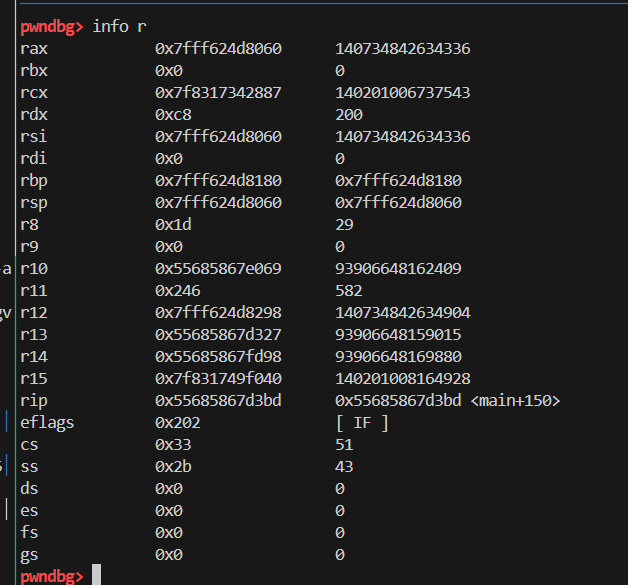 pwndbg> info r
rax 0x7fff624d8060 140734842634336
rbx 0x0 0
rcx 0x7f8317342887 140201006737543
rdx 0xc8 200
rsi 0x7fff624d8060 140734842634336
rdi 0x0 0
rbp 0x7fff624d8180 0x7fff624d8180
rsp 0x7fff624d8060 0x7fff624d8060
r8 0x1d 29
r9 0x0 0
r10 0x55685867e069 93906648162409
r11 0x246 582
r12 0x7fff624d8298 140734842634904
r13 0x55685867d327 93906648159015
r14 0x55685867fd98 93906648169880
r15 0x7f831749f040 140201008164928
rip 0x55685867d3bd 0x55685867d3bd <main+150>
eflags 0x202 [ IF ]
cs 0x33 51
ss 0x2b 43
ds 0x0 0
es 0x0 0
fs 0x0 0
gs 0x0 0
pwndbg>